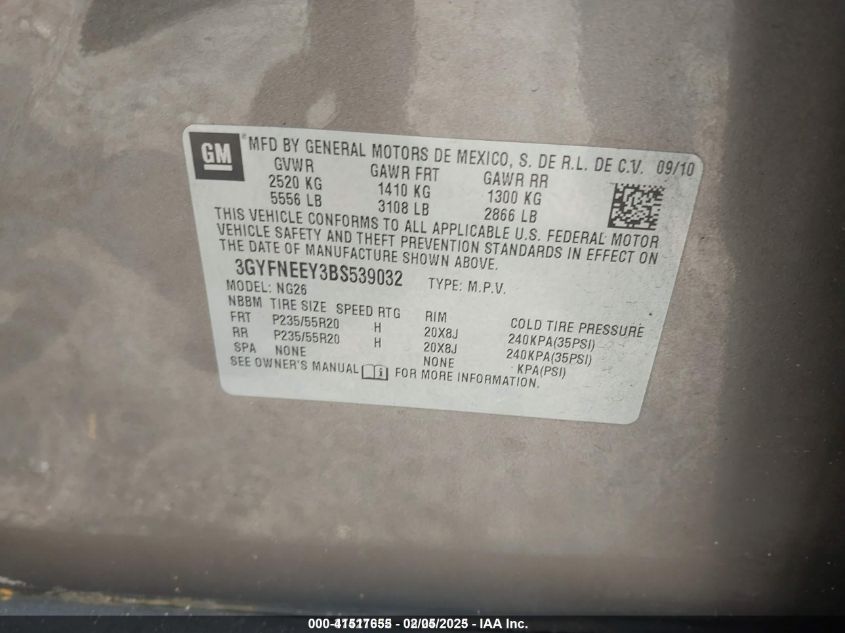 GM
® MFD BY GENERAL MOTORS DE MEXICO, S. DE R.L. DE C.V. 09/10
GVWR GAWR FRT GAWR RR
2520 KG 1410 KG 1300 KG
5556 LB 3108 LB 2866 LB
THIS VEHICLE CONFORMS TO ALL APPLICABLE U.S. FEDERAL MOTOR
VEHICLE SAFETY AND THEFT PREVENTION STANDARDS IN EFFECT ON
THE DATE OF MANUFACTURE SHOWN ABOVE.
3GYFNEEY3BS539032 TYPE: M.P.V.
MODEL: NG26
NBBM TIRE SIZE SPEED RTG RIM COLD TIRE PRESSURE
FRT P235/55R20 H 20X8J 240KPA(35PSI)
RR P235/55R20 H 20X8J 240KPA(35PSI)
SPA NONE NONE KPA(PSI)
SEE OWNER'S MANUAL FOR MORE INFORMATION.
/2025 - IAA Inc.